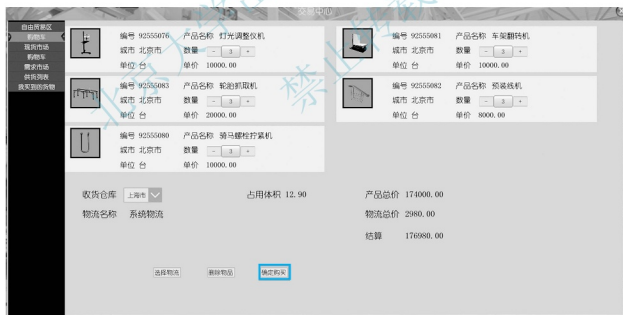 交易中心
自由贸易区
购物车
现货市场
购物车
需求市场
供货列表
我买到的货物
编号 92555076 产品名称 灯光调整仪机
城市 北京市 数量 - 3 +
单位 台 单价 10000.00
编号 92555081 产品名称 车架翻转机
城市 北京市 数量 - 3 +
单位 台 单价 10000.00
编号 92555083 产品名称 轮胎抓取机
城市 北京市 数量 - 3 +
单位 台 单价 20000.00
编号 92555082 产品名称 预装线机
城市 北京市 数量 - 3 +
单位 台 单价 8000.00
编号 92555080 产品名称 骑马螺栓拧紧机
城市 北京市 数量 - 3 +
单位 台 单价 10000.00
收货仓库 上海市 占用体积 12.90 产品总价 174000.00
物流名称 系统物流 物流总价 2980.00
结算 176980.00
选择物流 删除物品 确定购买
禁止转载